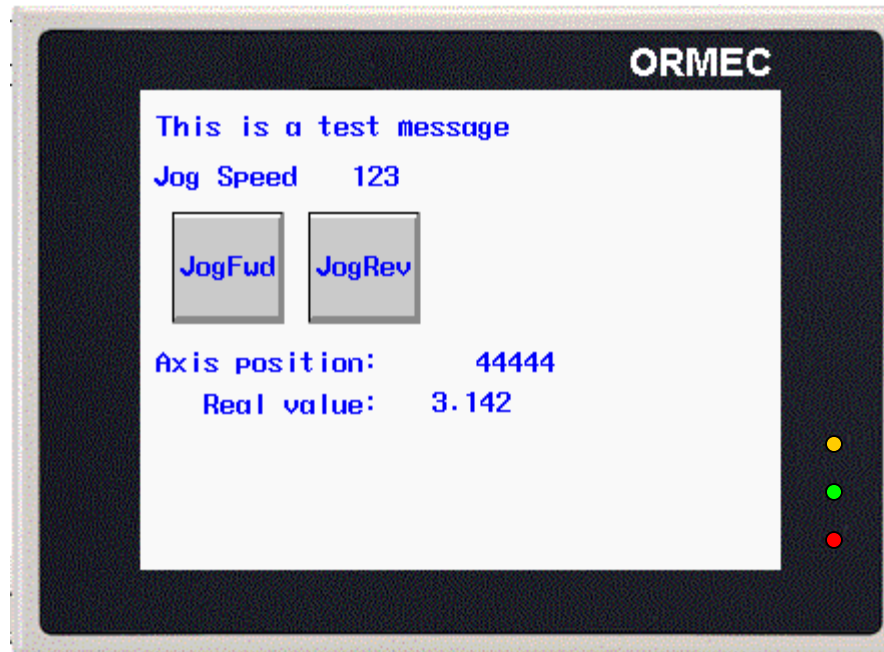 ORMEC
This is a test message
Jog Speed 123
JogFwd JogRev
Axis position: 44444
Real value: 3.142